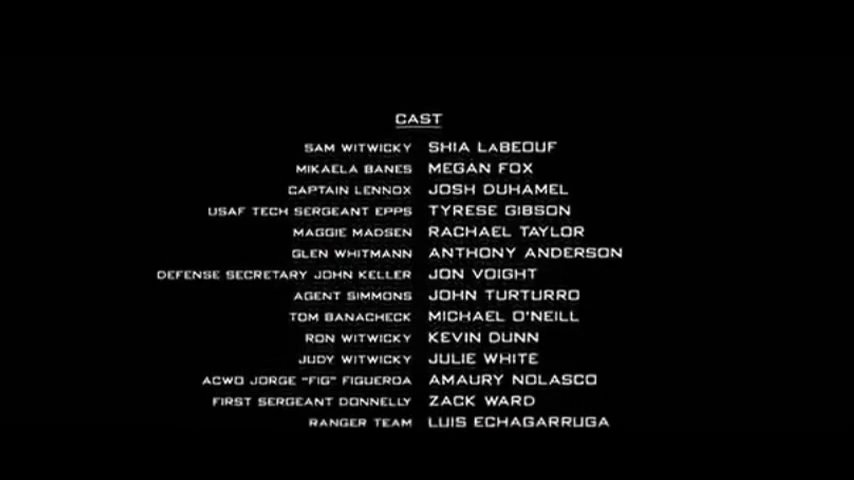 CAST
SAM WITWICKY SHIA LABEOUF
MIKAELA BANES MEGAN FOX
CAPTAIN LENNOX JOSH DUHAMEL
USAF TECH SERGEANT EPPS TYRESE GIBSON
MAGGIE MADSEN RACHAEL TAYLOR
GLEN WHITMANN ANTHONY ANDERSON
DEFENSE SECRETARY JOHN KELLER JON VOIGHT
AGENT SIMMONS JOHN TURTURRO
TOM BANACHECK MICHAEL O'NEILL
RON WITWICKY KEVIN DUNN
JUDY WITWICKY JULIE WHITE
ACWO JORGE "FIG" FIGUEROA AMAURY NOLASCO
FIRST SERGEANT DONNELLY ZACK WARD
RANGER TEAM LUIS ECHAGARRUGA